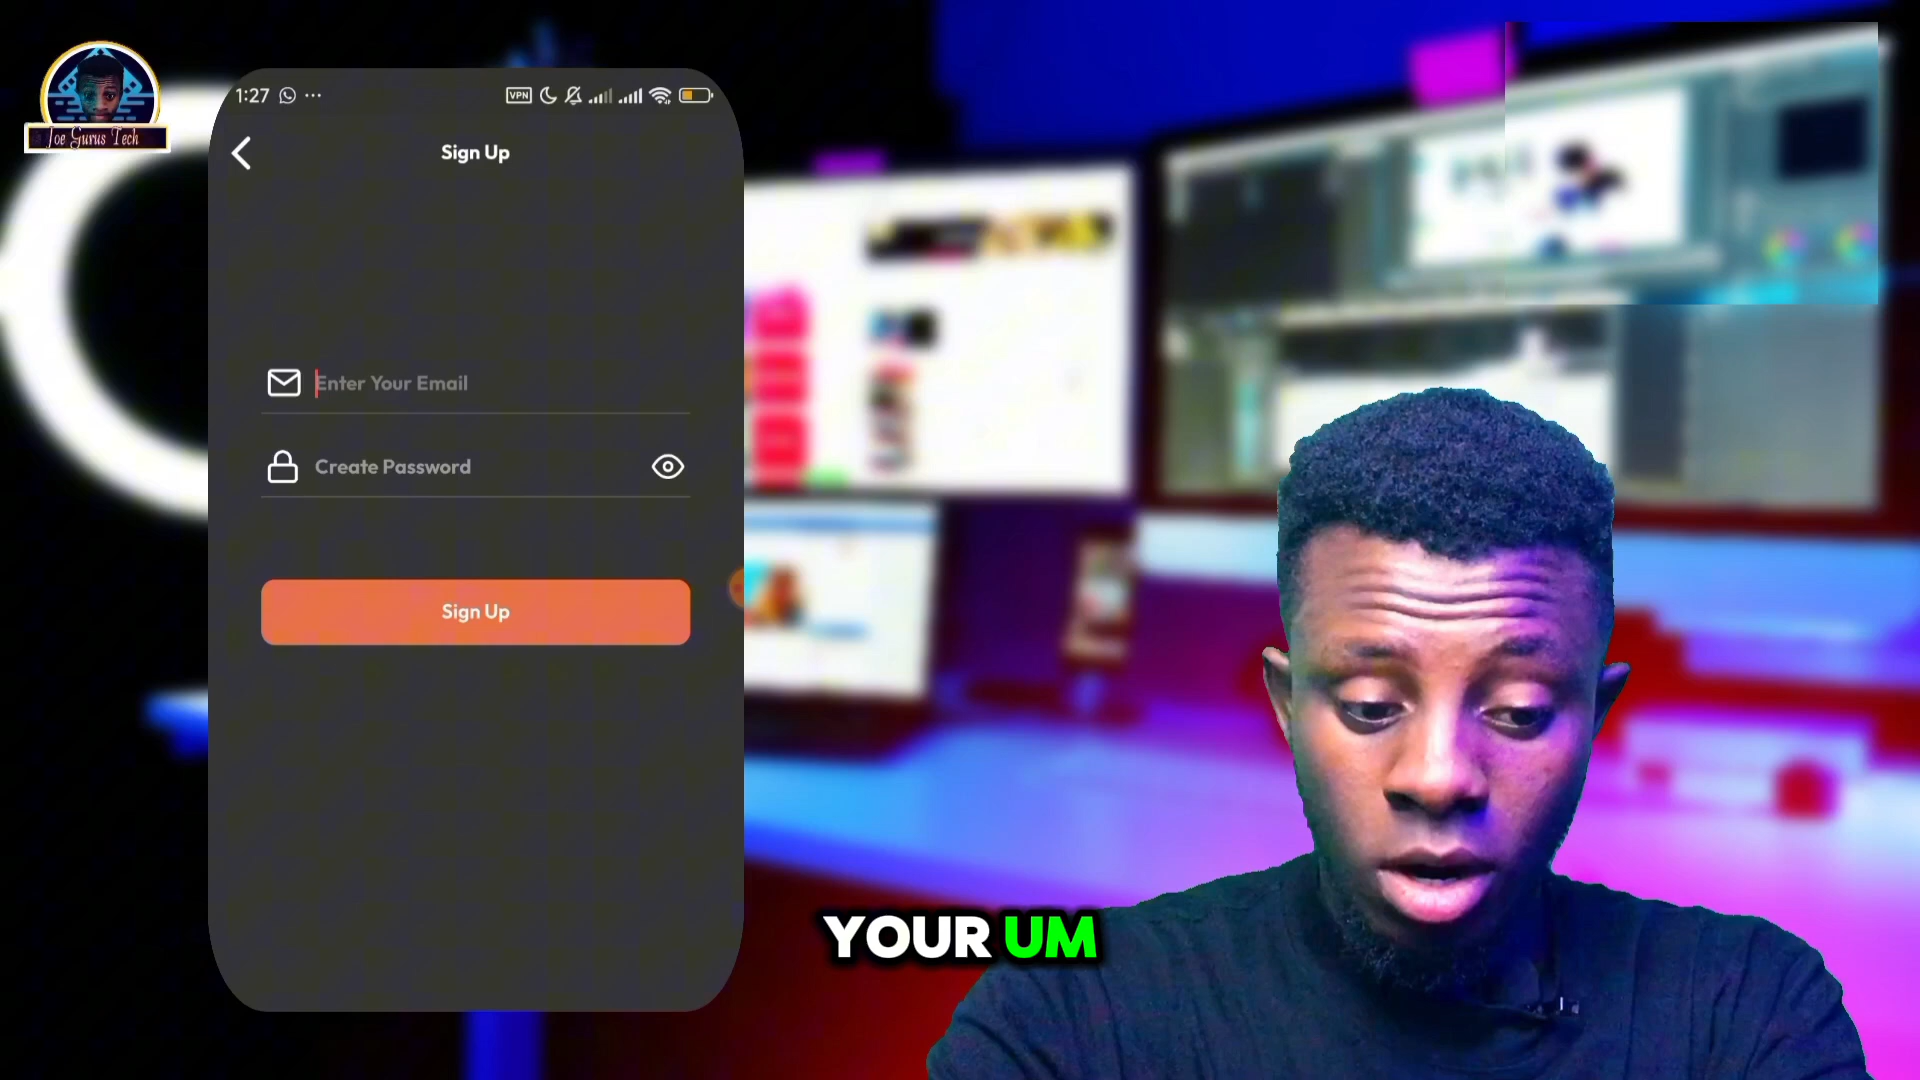 Joe Gurus Tech
1:27
VPN
Sign Up
Enter Your Email
Create Password
Sign Up
YOUR UM